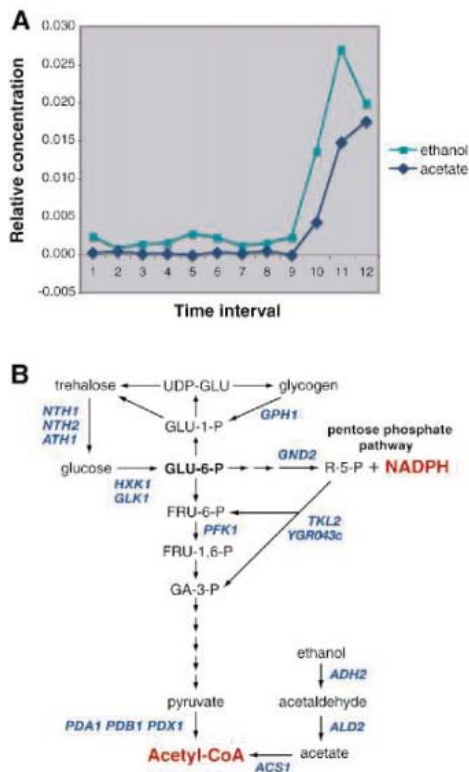 A
Relative concentration
0.030
0.025
0.020
0.015
0.010
0.005
0.000
-0.005
1 2 3 4 5 6 7 8 9 10 11 12
Time interval
ethanol
acetate
B
trehalose
UDP-GLU
glycogen
NTH1
NTH2
ATH1
GLU-1-P
GPH1
pentose phosphate
pathway
glucose
GLU-6-P
GND2
R-5-P + NADPH
HXK1
GLK1
FRU-6-P
TKL2
YGR043c
PFK1
FRU-1,6-P
GA-3-P
ethanol
ADH2
pyruvate
acetaldehyde
PDA1 PDB1 PDX1
ALD2
Acetyl-CoA
acetate
ACS1